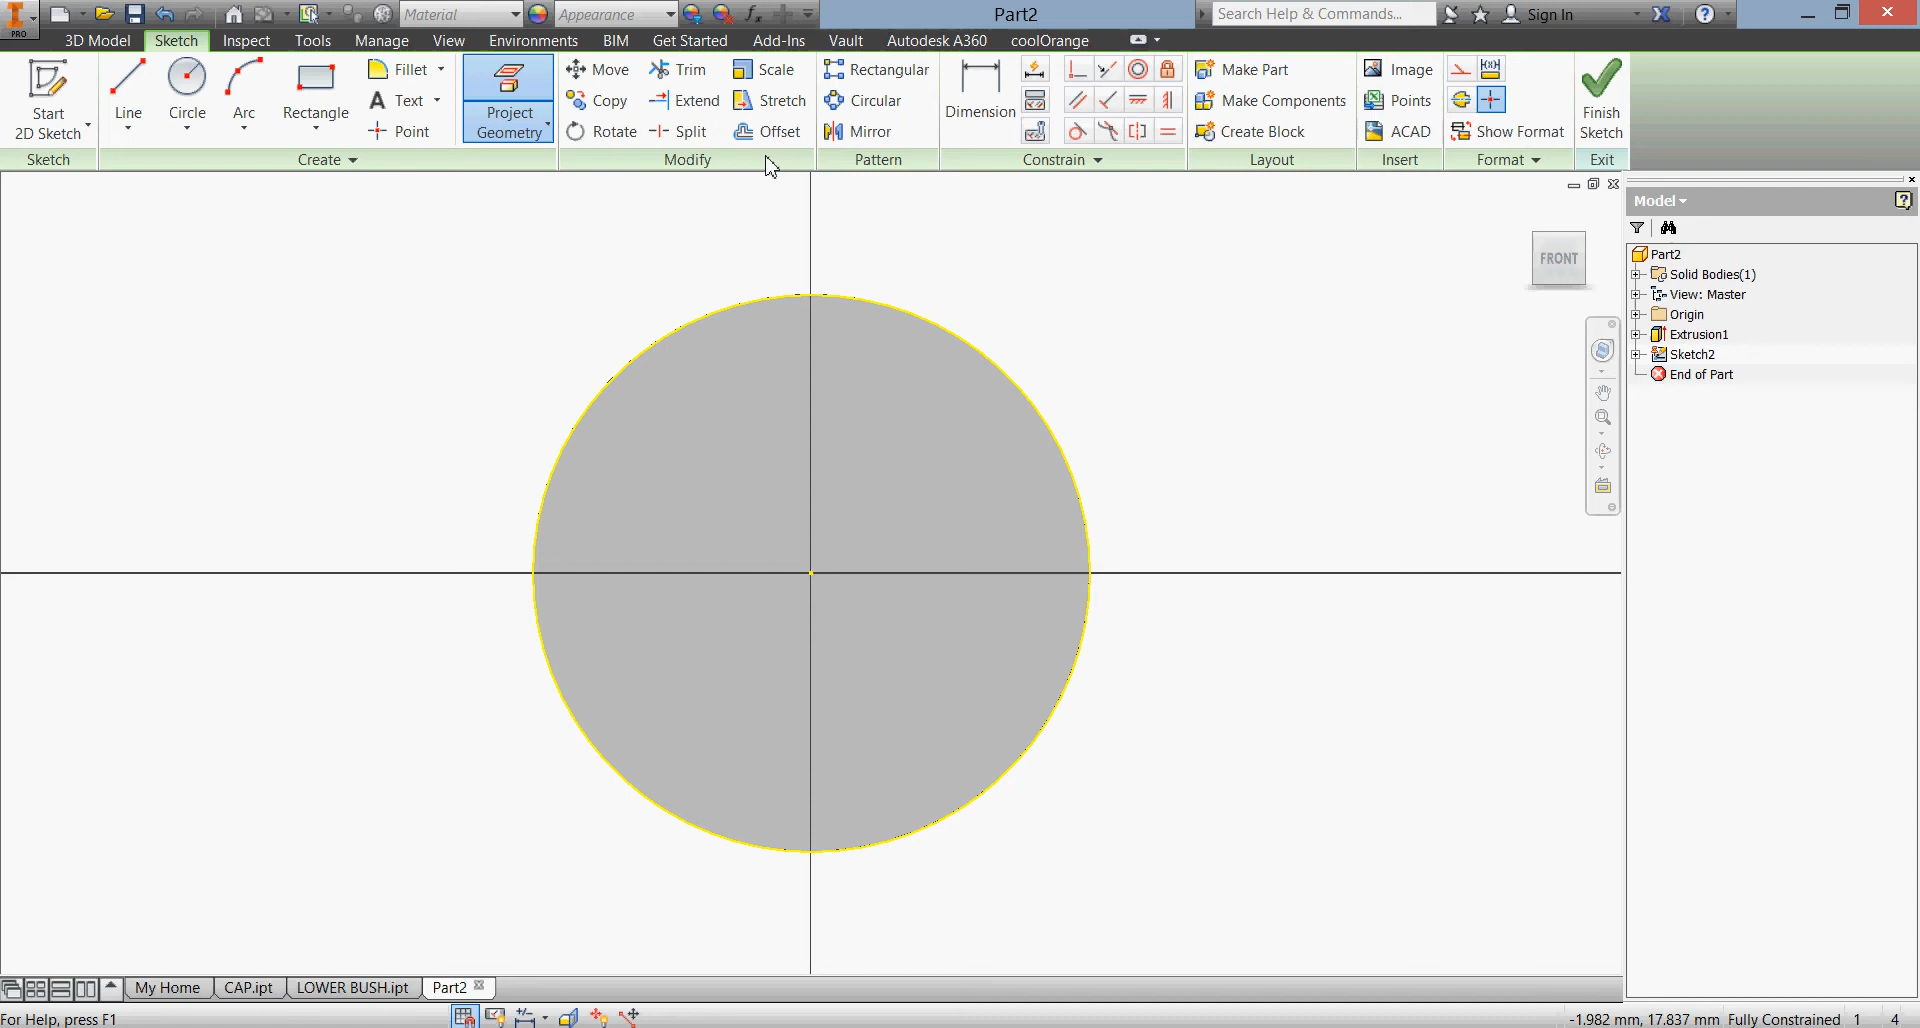 PRO
Material
Appearance
Part2
Search Help & Commands...
Sign In
3D Model Sketch Inspect Tools Manage View Environments BIM Get Started Add-Ins Vault Autodesk A360 coolOrange
Start
2D Sketch
Line
Circle
Arc
Rectangle
Fillet
Text
Point
Project
Geometry
Move
Copy
Rotate
Trim
Extend
Split
Scale
Stretch
Offset
Rectangular
Circular
Mirror
Dimension
Make Part
Make Components
Create Block
Image
Points
ACAD
Show Format
Finish
Sketch
Sketch Create Modify Pattern Constrain Layout Insert Format Exit
FRONT
Model
Part2
Solid Bodies(1)
View: Master
Origin
Extrusion1
Sketch2
End of Part
My Home CAP.ipt LOWER BUSH.ipt Part2
For Help, press F1
-1.982 mm, 17.837 mm Fully Constrained 1 4